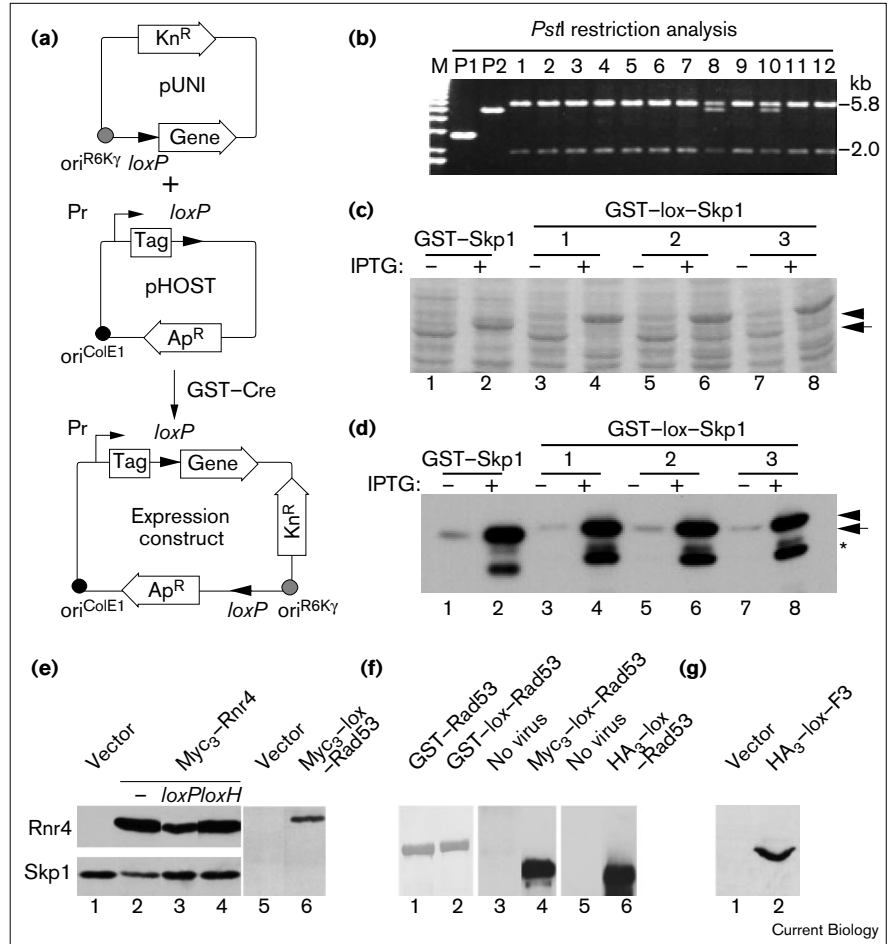 (a)
Kn^R
pUNI
Gene
ori^R6Kγ loxP
+
Pr loxP
Tag
pHOST
ori^ColE1 Ap^R
GST–Cre
Pr loxP
Tag Gene
Expression construct
Kn^R
ori^ColE1 Ap^R loxP ori^R6Kγ
(b)
PstI restriction analysis
M P1 P2 1 2 3 4 5 6 7 8 9 10 11 12 kb
–5.8
–2.0
(c)
GST–lox–Skp1
GST–Skp1 1 2 3
IPTG: – + – + – + – +
1 2 3 4 5 6 7 8
(d)
GST–lox–Skp1
GST–Skp1 1 2 3
IPTG: – + – + – + – +
*
1 2 3 4 5 6 7 8
(e)
Vector
Myc3–Rnr4
– loxP loxH
Vector
Myc3–lox
–Rad53
Rnr4
Skp1
1 2 3 4 5 6
(f)
GST–Rad53
GST–lox–Rad53
No virus
Myc3–lox–Rad53
No virus
HA3–lox
–Rad53
1 2 3 4 5 6
(g)
Vector
HA3–lox–F3
1 2
Current Biology